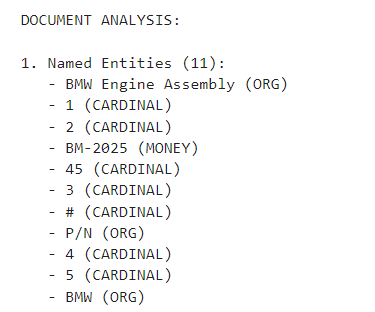 DOCUMENT ANALYSIS:
1. Named Entities (11):
- BMW Engine Assembly (ORG)
- 1 (CARDINAL)
- 2 (CARDINAL)
- BM-2025 (MONEY)
- 45 (CARDINAL)
- 3 (CARDINAL)
- # (CARDINAL)
- P/N (ORG)
- 4 (CARDINAL)
- 5 (CARDINAL)
- BMW (ORG)